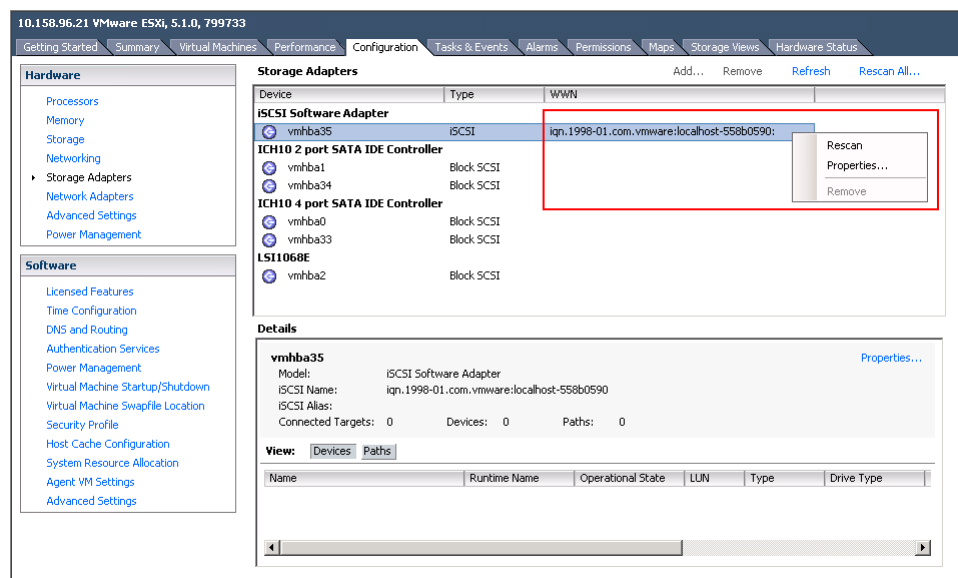 10.158.96.21 VMware ESXi, 5.1.0, 799733
Getting Started Summary Virtual Machines Performance Configuration Tasks & Events Alarms Permissions Maps Storage Views Hardware Status
Hardware
Processors
Memory
Storage
Networking
Storage Adapters
Network Adapters
Advanced Settings
Power Management
Software
Licensed Features
Time Configuration
DNS and Routing
Authentication Services
Power Management
Virtual Machine Startup/Shutdown
Virtual Machine Swapfile Location
Security Profile
Host Cache Configuration
System Resource Allocation
Agent VM Settings
Advanced Settings
Storage Adapters Add... Remove Refresh Rescan All...
Device Type WWN
iSCSI Software Adapter
vmhba35 iSCSI iqn.1998-01.com.vmware:localhost-558b0590:
ICH10 2 port SATA IDE Controller
vmhba1 Block SCSI
vmhba34 Block SCSI
ICH10 4 port SATA IDE Controller
vmhba0 Block SCSI
vmhba33 Block SCSI
LSI1068E
vmhba2 Block SCSI
Rescan
Properties...
Remove
Details
vmhba35 Properties...
Model: iSCSI Software Adapter
iSCSI Name: iqn.1998-01.com.vmware:localhost-558b0590
iSCSI Alias:
Connected Targets: 0 Devices: 0 Paths: 0
View: Devices Paths
Name Runtime Name Operational State LUN Type Drive Type